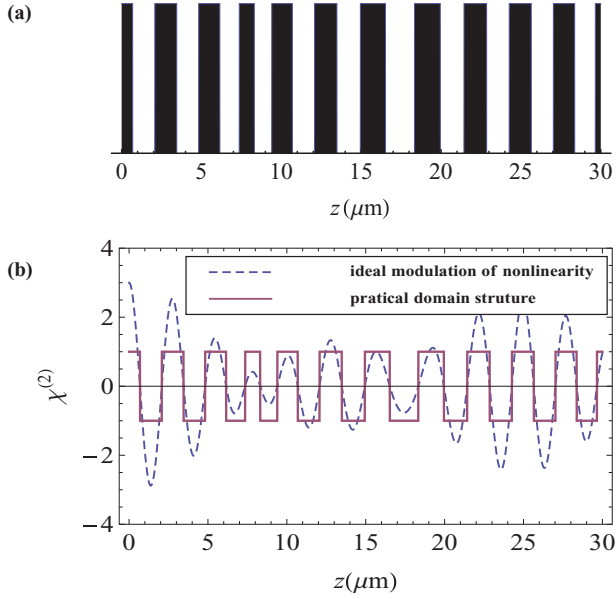 (a)
0 5 10 15 20 25 30
z(μm)
(b)
4
2
0
−2
−4
χ(2)
ideal modulation of nonlinearity
pratical domain struture
0 5 10 15 20 25 30
z(μm)